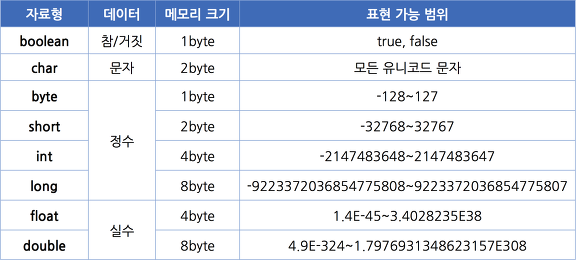 자료형 데이터 메모리 크기 표현 가능 범위
boolean 참/거짓 1byte true, false
char 문자 2byte 모든 유니코드 문자
byte 1byte -128~127
short 2byte -32768~32767
정수
int 4byte -2147483648~2147483647
long 8byte -9223372036854775808~9223372036854775807
float 4byte 1.4E-45~3.4028235E38
실수
double 8byte 4.9E-324~1.7976931348623157E308